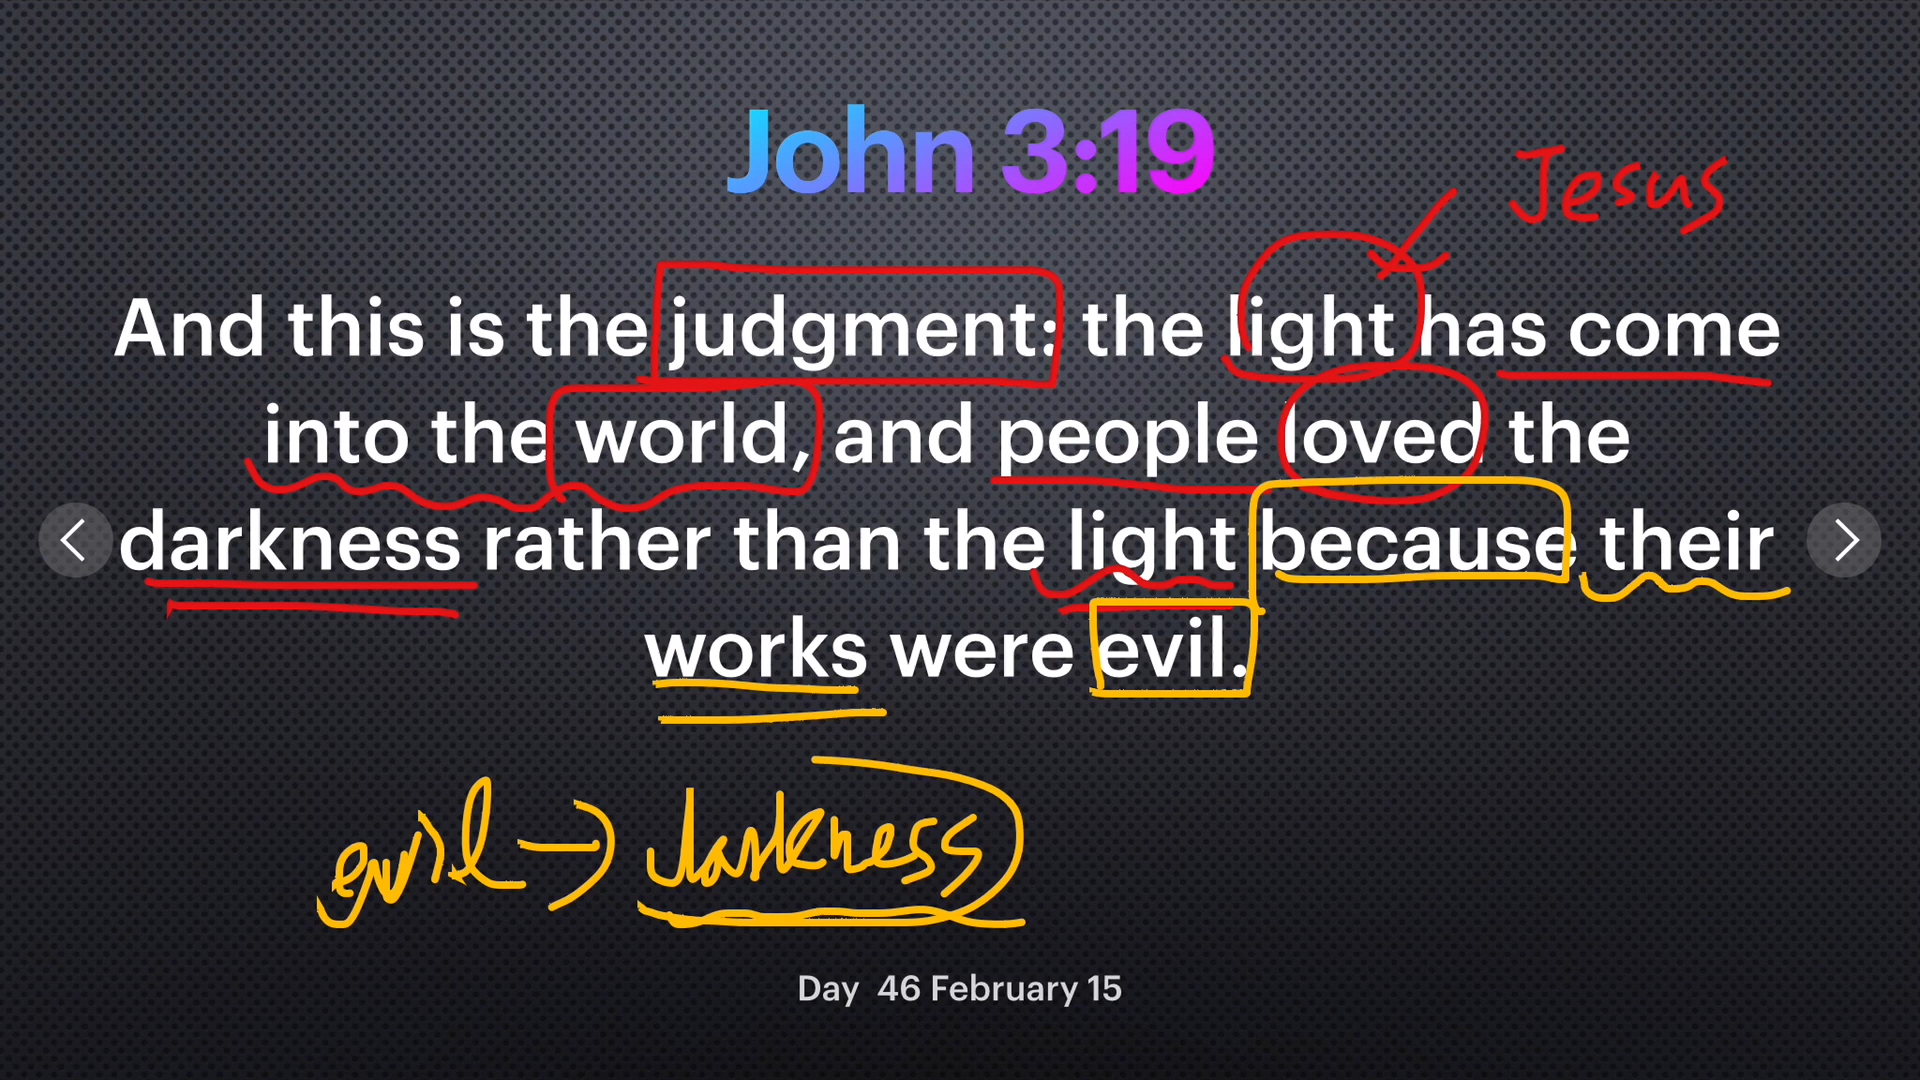 John 3:19
Jesus
And this is the judgment: the light has come
into the world, and people loved the
darkness rather than the light because their
works were evil.
evil → darkness
Day 46 February 15